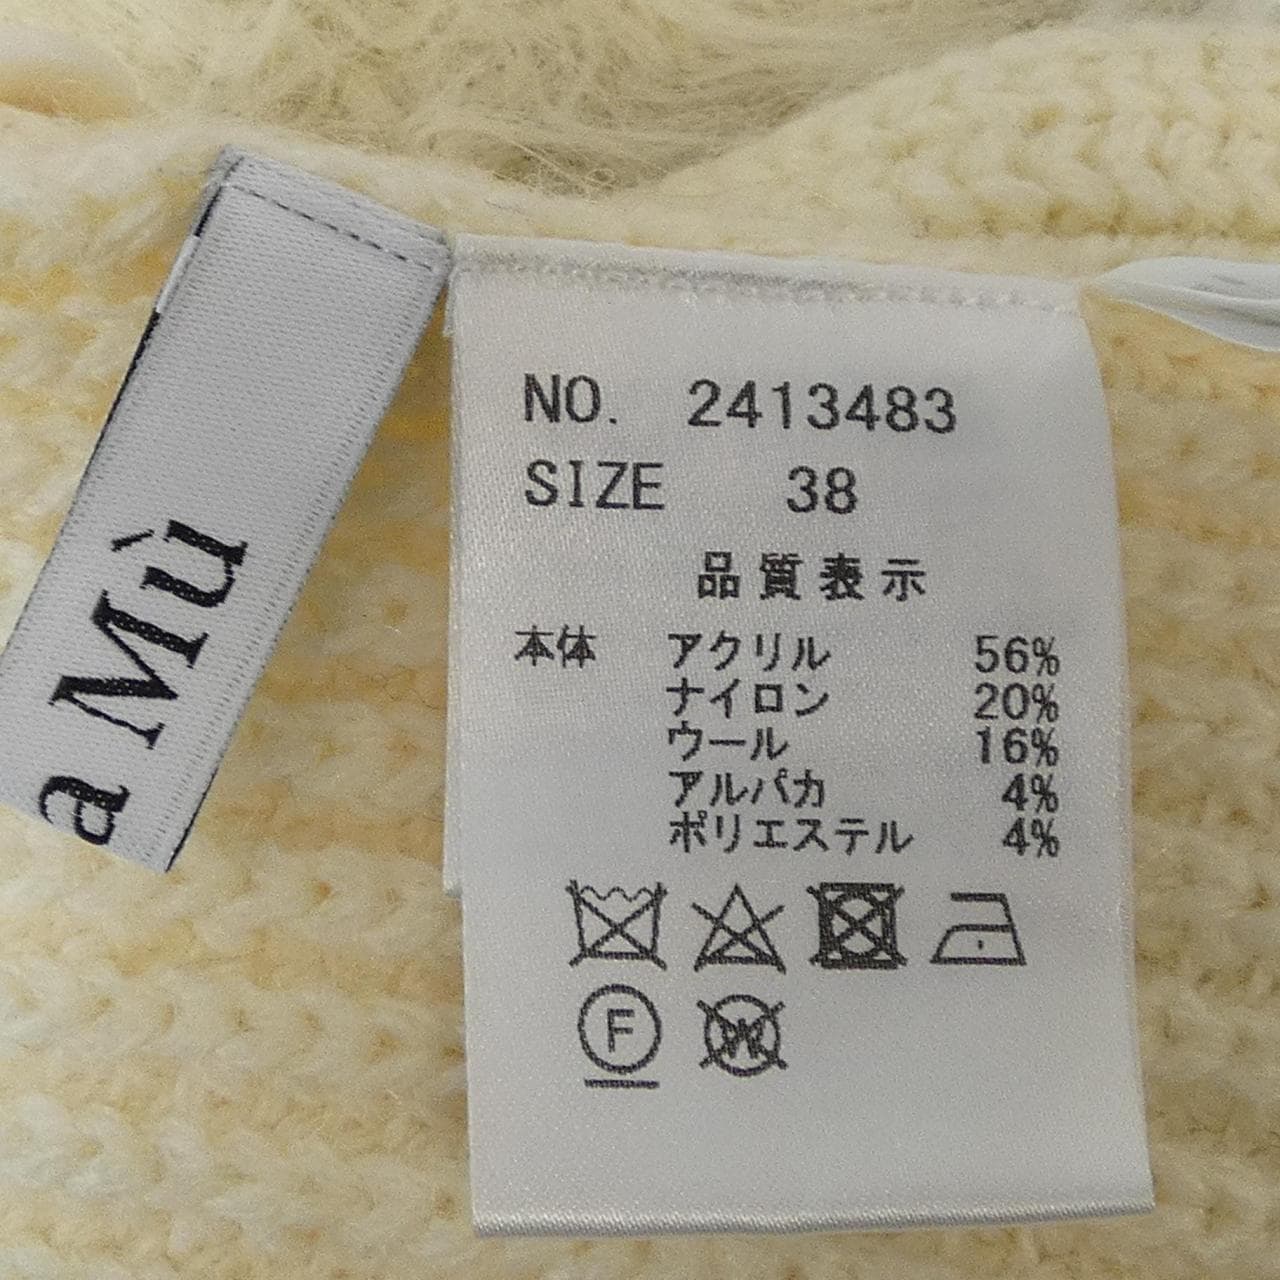 a Mù
NO. 2413483
SIZE 38
品質表示
本体 アクリル 56%
ナイロン 20%
ウール 16%
アルパカ 4%
ポリエステル 4%
F W